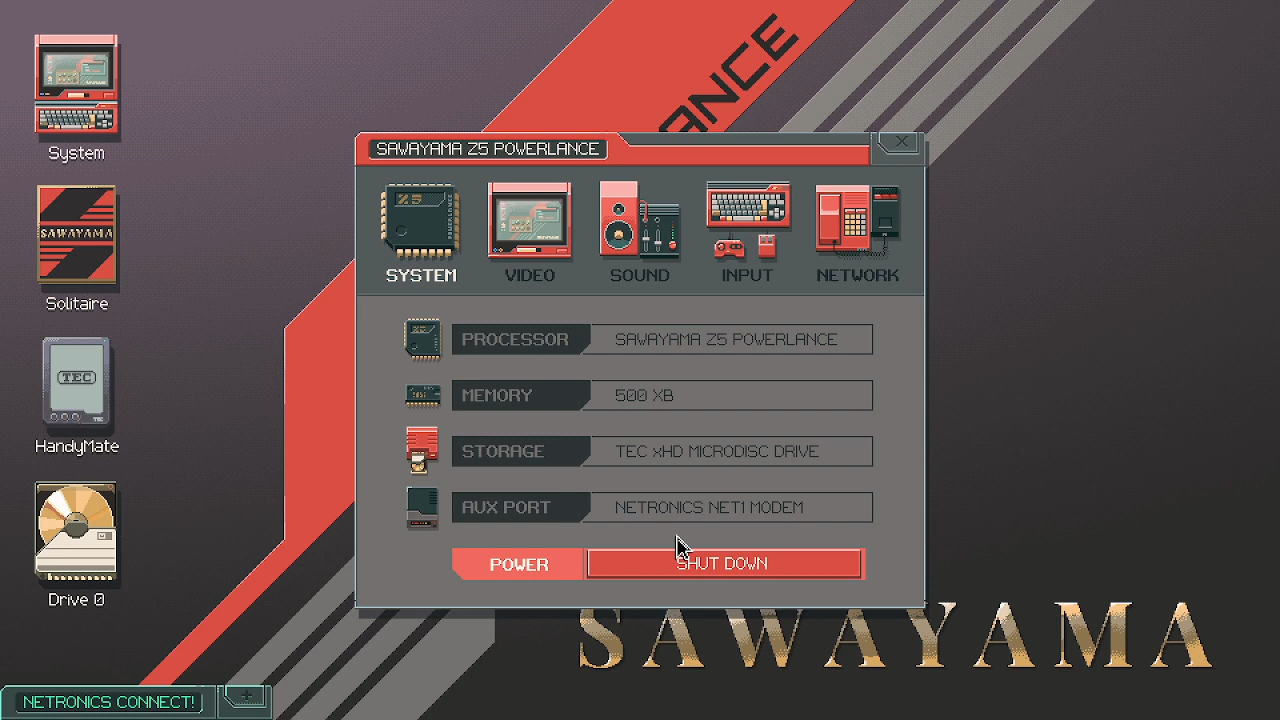 ANCE
System
SAWAYAMA
Solitaire
TEC
TEC
HandyMate
Drive 0
SAWAYAMA Z5 POWERLANCE
X
Z5
SYSTEM
VIDEO
SOUND
INPUT
NETWORK
PROCESSOR
SAWAYAMA Z5 POWERLANCE
MEMORY
500 XB
STORAGE
TEC xHD MICRODISC DRIVE
AUX PORT
NETRONICS NET1 MODEM
POWER
SHUT DOWN
SAWAYAMA
NETRONICS CONNECT!
+